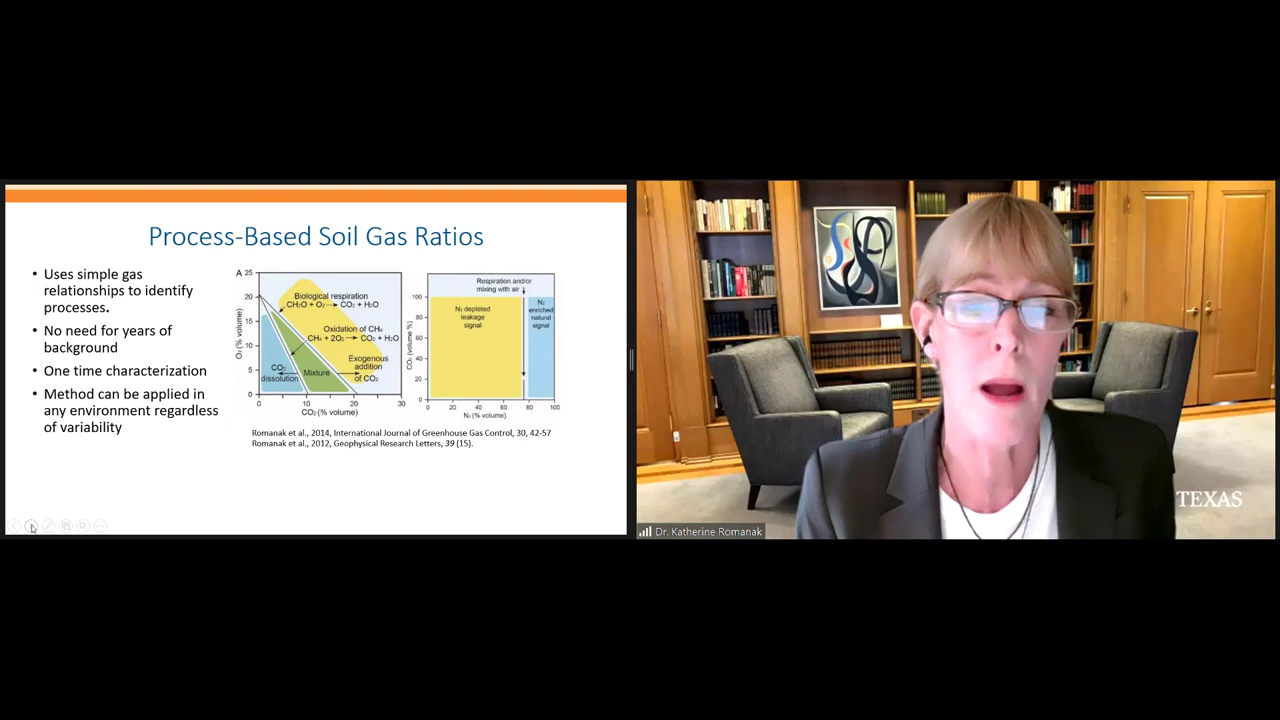 Process-Based Soil Gas Ratios
• Uses simple gas
relationships to identify
processes.
• No need for years of
background
• One time characterization
• Method can be applied in
any environment regardless
of variability
A
25
20
15
10
5
0
O₂ (% volume)
0 10 20 30
CO₂ (% volume)
Biological respiration
CH₂O + O₂ → CO₂ + H₂O
Oxidation of CH₄
CH₄ + 2O₂ → CO₂ + H₂O
Exogenous
addition
of CO₂
CO₂
dissolution
Mixture
Respiration and/or
mixing with air
N₂ depleted
leakage
signal
N₂
enriched
natural
signal
100
80
60
40
20
0
CO₂ (volume %)
0 20 40 60 80 100
N₂ (% volume)
Romanak et al., 2014, International Journal of Greenhouse Gas Control, 30, 42-57
Romanak et al., 2012, Geophysical Research Letters, 39 (15).
TEXAS
Dr. Katherine Romanak